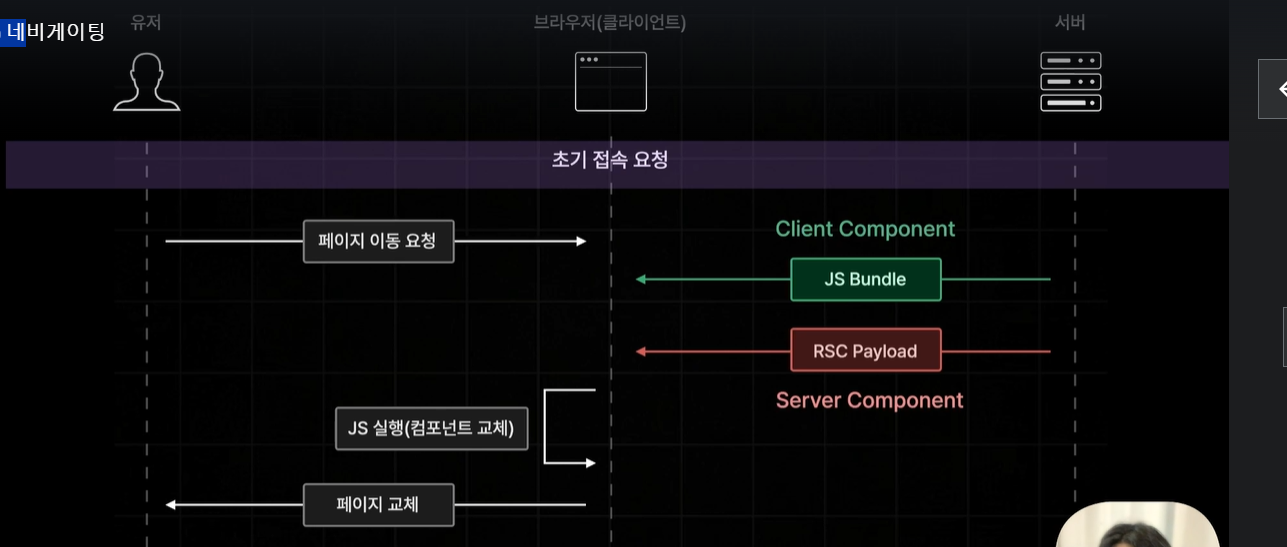 네비게이팅
유저
브라우저(클라이언트)
서버
초기 접속 요청
페이지 이동 요청
Client Component
JS Bundle
RSC Payload
Server Component
JS 실행(컴포넌트 교체)
페이지 교체